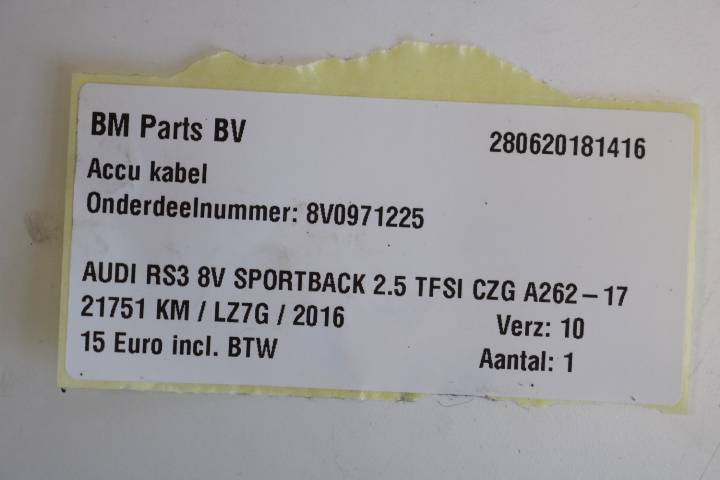 BM Parts BV 280620181416
Accu kabel
Onderdeelnummer: 8V0971225
AUDI RS3 8V SPORTBACK 2.5 TFSI CZG A262-17
21751 KM / LZ7G / 2016 Verz: 10
15 Euro incl. BTW Aantal: 1